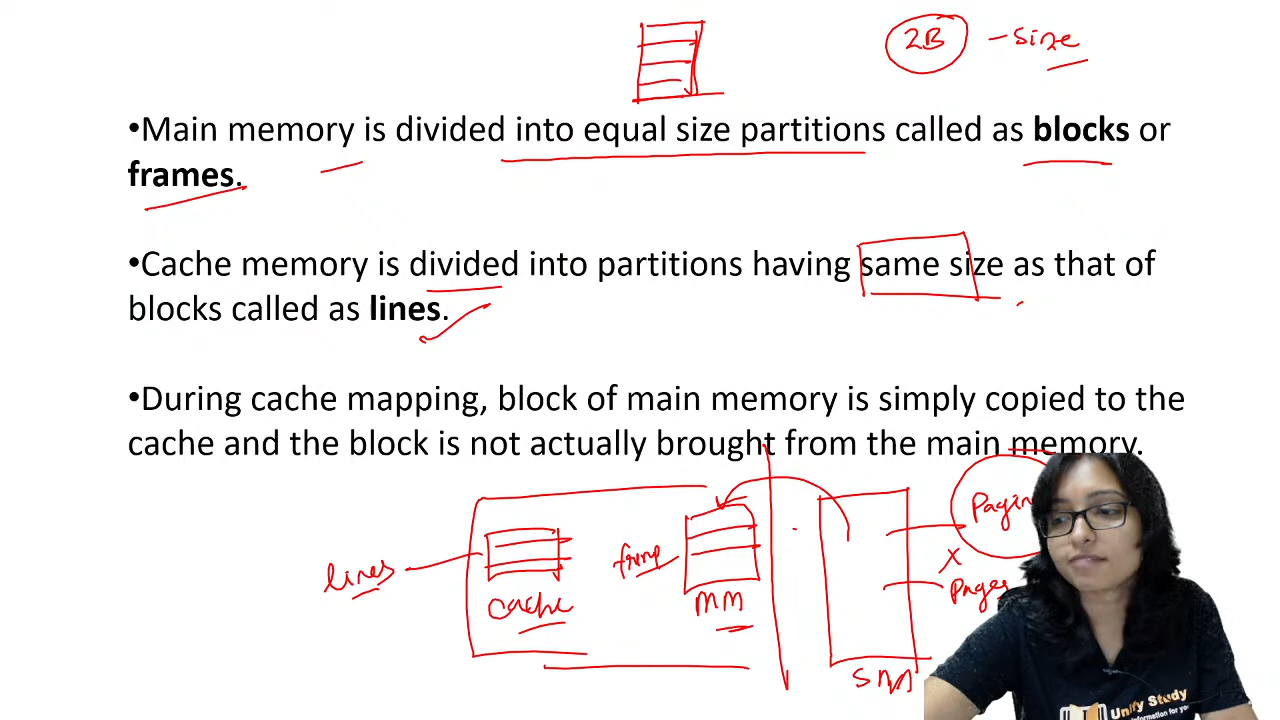 2B - size
•Main memory is divided into equal size partitions called as blocks or
frames.
•Cache memory is divided into partitions having same size as that of
blocks called as lines.
•During cache mapping, block of main memory is simply copied to the
cache and the block is not actually brought from the main memory.
lines
cache
MM
SM
Pagin
x
Pages
Unify Study